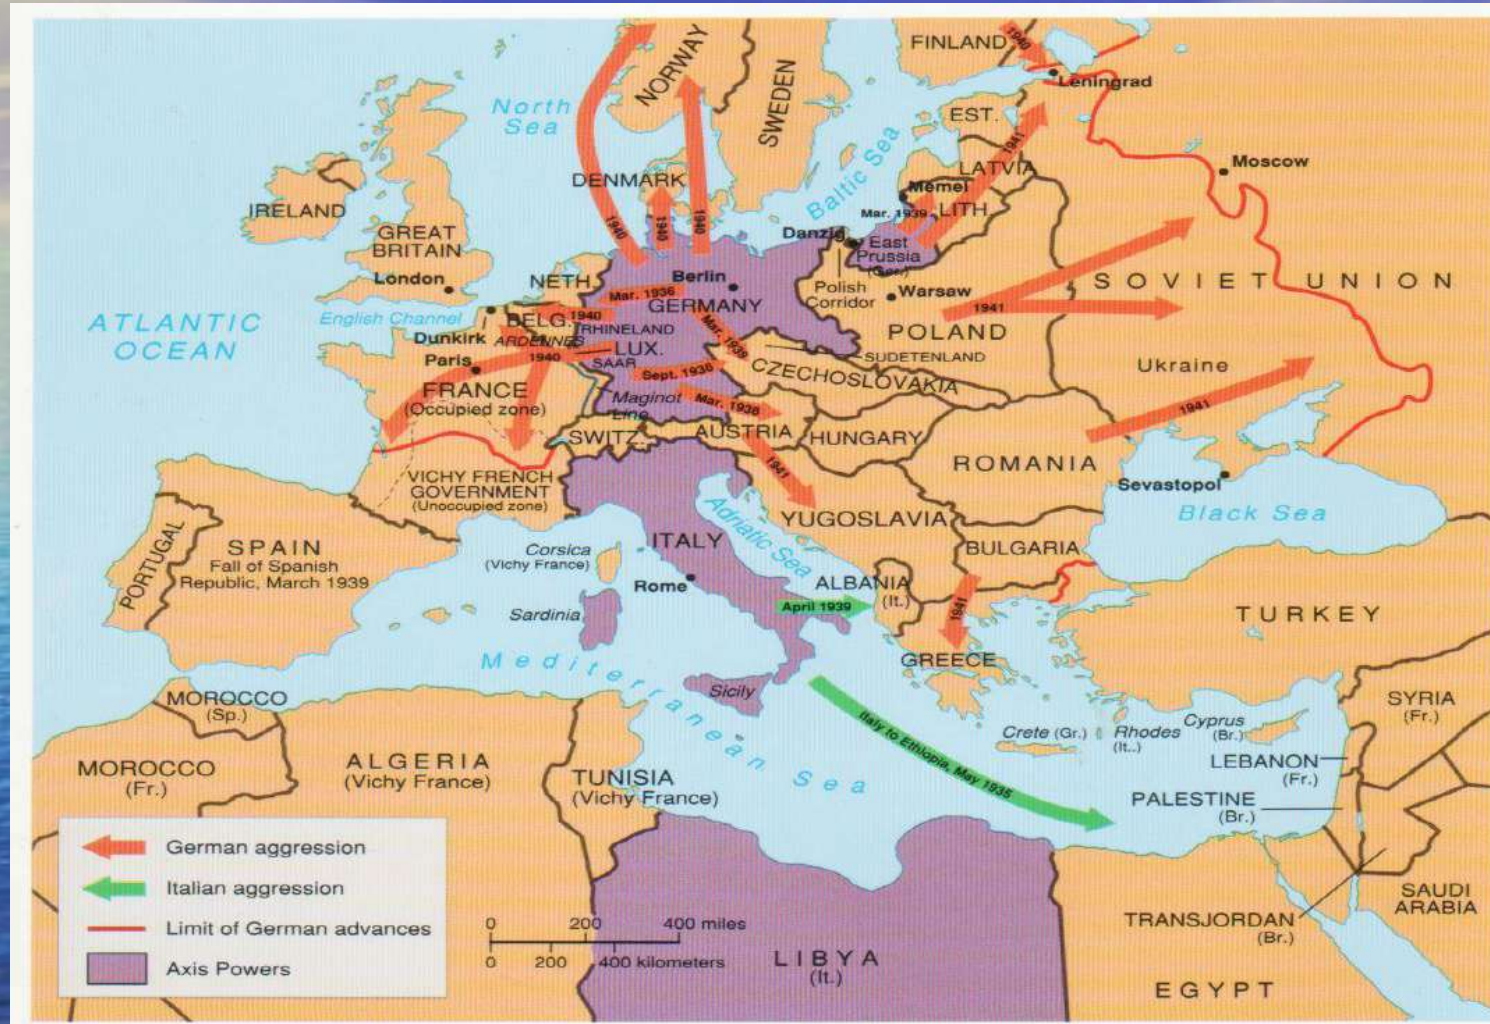 FINLAND
1940
Leningrad
NORWAY
SWEDEN
North
Sea
EST.
Baltic Sea
1941
LATVIA
Moscow
DENMARK
Memel
Mar. 1939
LITH.
IRELAND
GREAT
BRITAIN
1940
1940
1940
Danzig
East
Prussia
(Ger.)
London
NETH.
Berlin
Polish
Corridor
Warsaw
SOVIET UNION
Mar. 1936
GERMANY
ATLANTIC
OCEAN
English Channel
BELG.
1940
RHINELAND
Mar. 1939
1941
POLAND
Dunkirk
ARDENNES
LUX.
SUDETENLAND
Paris
1940
SAAR
Sept. 1938
CZECHOSLOVAKIA
Ukraine
FRANCE
(Occupied zone)
Maginot
Line
Mar. 1938
1941
SWITZ.
AUSTRIA
HUNGARY
1941
ROMANIA
VICHY FRENCH
GOVERNMENT
(Unoccupied zone)
Sevastopol
Black Sea
Adriatic Sea
YUGOSLAVIA
PORTUGAL
SPAIN
Fall of Spanish
Republic, March 1939
Corsica
(Vichy France)
ITALY
BULGARIA
Rome
ALBANIA
(It.)
Sardinia
April 1939
1941
TURKEY
Mediterranean Sea
GREECE
Sicily
MOROCCO
(Sp.)
SYRIA
(Fr.)
Italy to Ethiopia, May 1935
Crete (Gr.)
Rhodes
(It..)
Cyprus
(Br.)
MOROCCO
(Fr.)
ALGERIA
(Vichy France)
TUNISIA
(Vichy France)
LEBANON
(Fr.)
PALESTINE
(Br.)
German aggression
Italian aggression
Limit of German advances
Axis Powers
0 200 400 miles
0 200 400 kilometers
LIBYA
(It.)
TRANSJORDAN
(Br.)
SAUDI
ARABIA
EGYPT